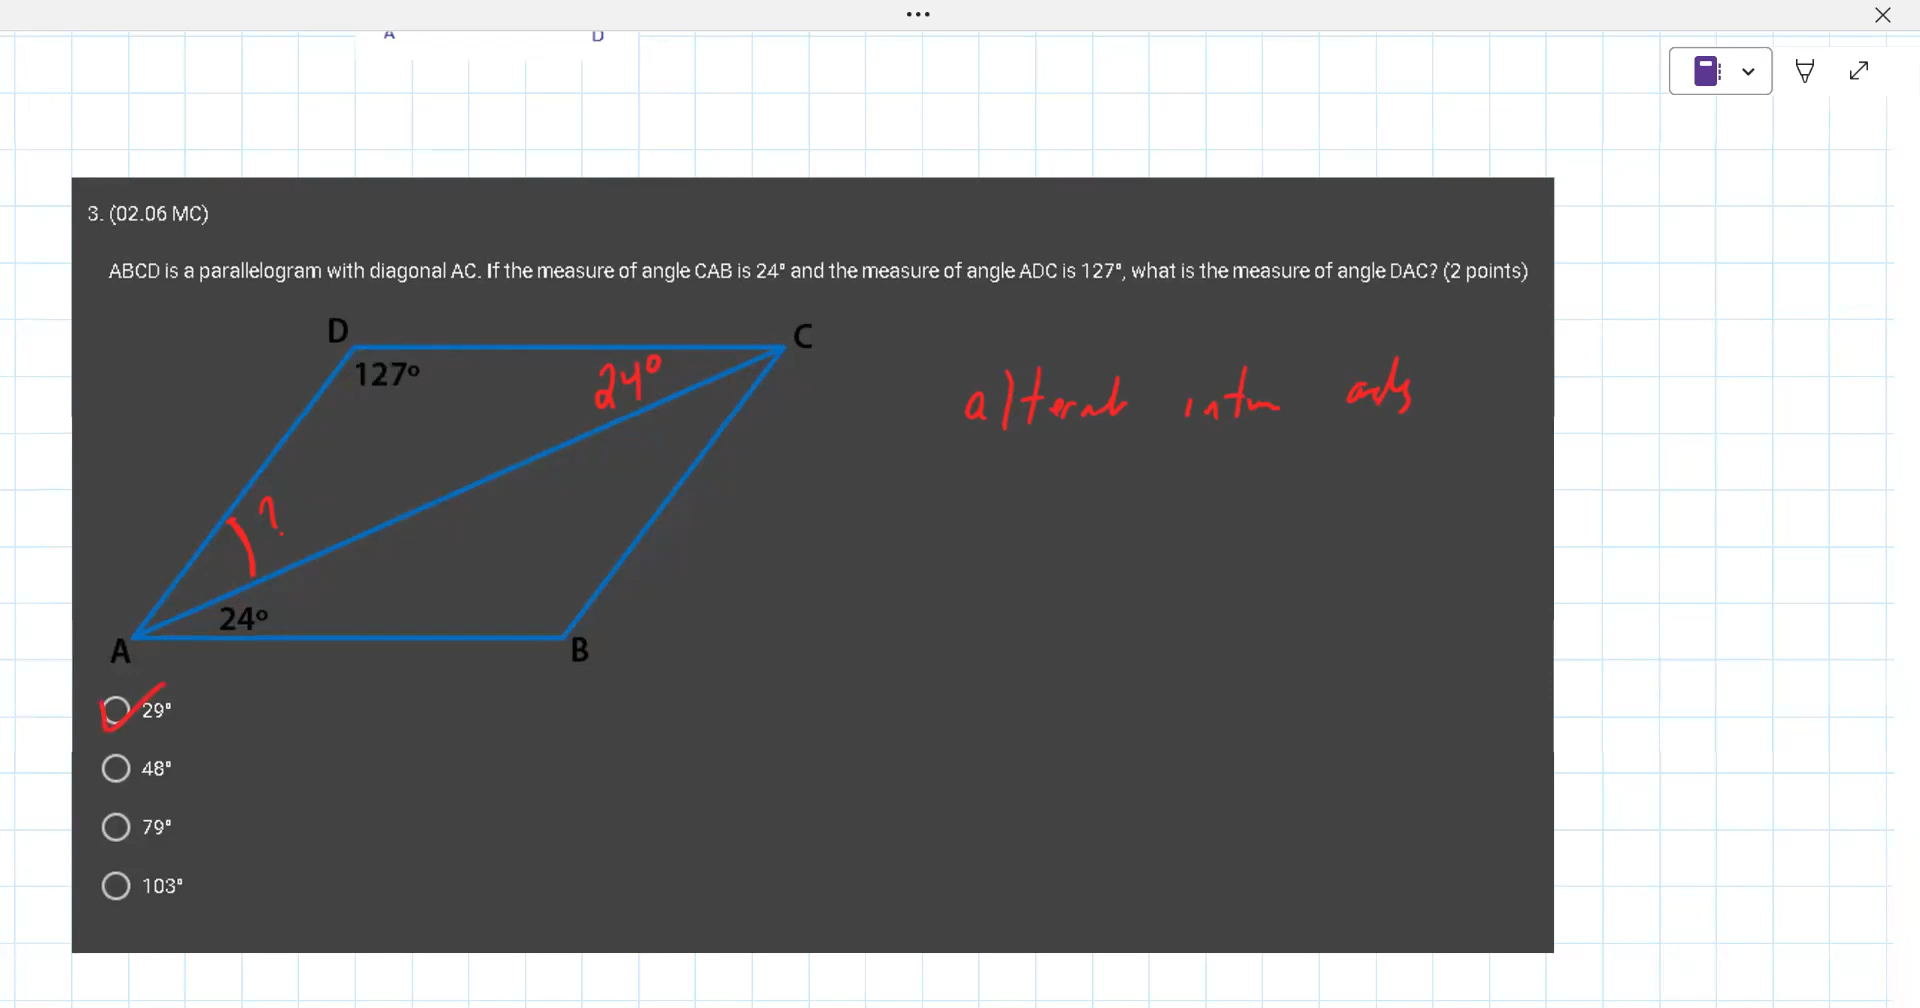 A D
3. (02.06 MC)
ABCD is a parallelogram with diagonal AC. If the measure of angle CAB is 24° and the measure of angle ADC is 127°, what is the measure of angle DAC? (2 points)
D C
127° 24°
?
24°
A B
29°
48°
79°
103°